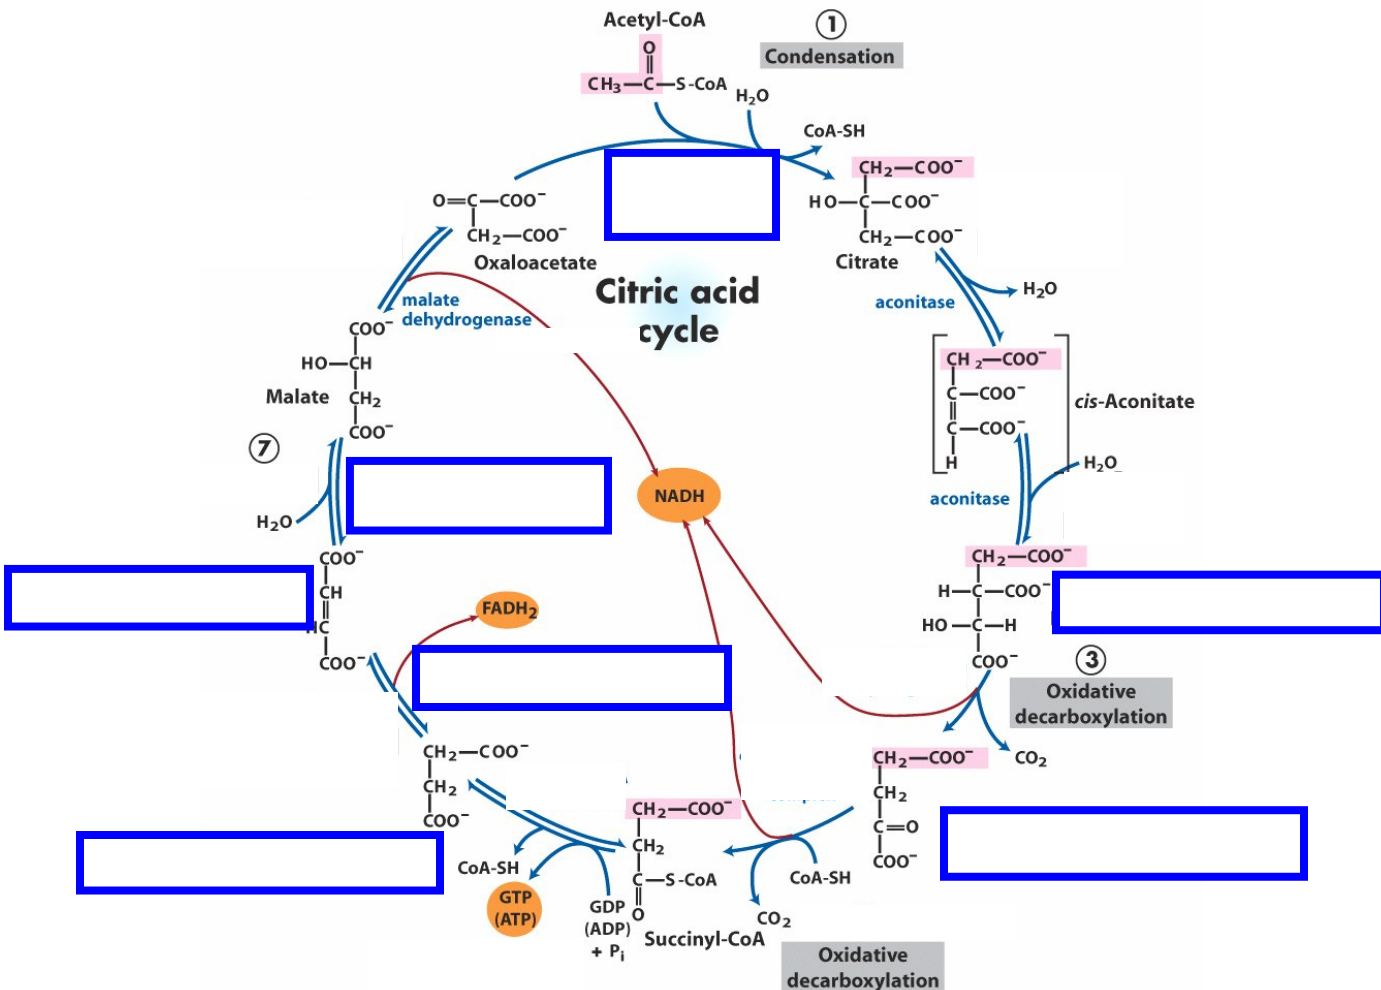 Acetyl-CoA
①
Condensation
O
CH₃—C—S-CoA
H₂O
CoA-SH
CH₂—COO⁻
HO—C—COO⁻
CH₂—COO⁻
Citrate
O=C—COO⁻
CH₂—COO⁻
Oxaloacetate
Citric acid
cycle
aconitase
H₂O
malate
dehydrogenase
COO⁻
HO—CH
CH₂
COO⁻
Malate
CH₂—COO⁻
C—COO⁻
C—COO⁻
H
cis-Aconitate
⑦
H₂O
aconitase
NADH
H₂O
COO⁻
CH
HC
COO⁻
CH₂—COO⁻
H—C—COO⁻
HO—C—H
COO⁻
FADH₂
③
Oxidative
decarboxylation
CO₂
CH₂—COO⁻
CH₂
COO⁻
CH₂—COO⁻
CH₂
C=O
COO⁻
CH₂—COO⁻
CH₂
C—S-CoA
O
Succinyl-CoA
CoA-SH
GTP
(ATP)
GDP
(ADP)
+ Pᵢ
CoA-SH
CO₂
Oxidative
decarboxylation